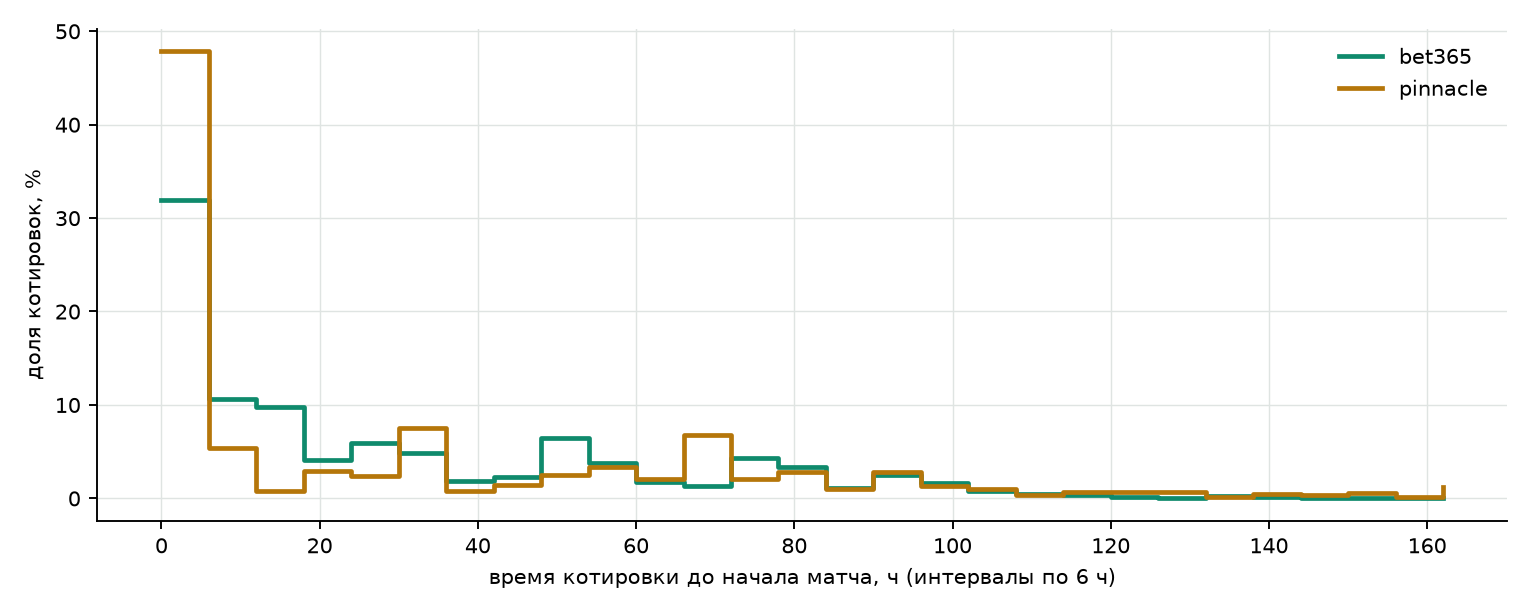 50
40
30
20
10
0
доля котировок, %
bet365
pinnacle
0 20 40 60 80 100 120 140 160
время котировки до начала матча, ч (интервалы по 6 ч)